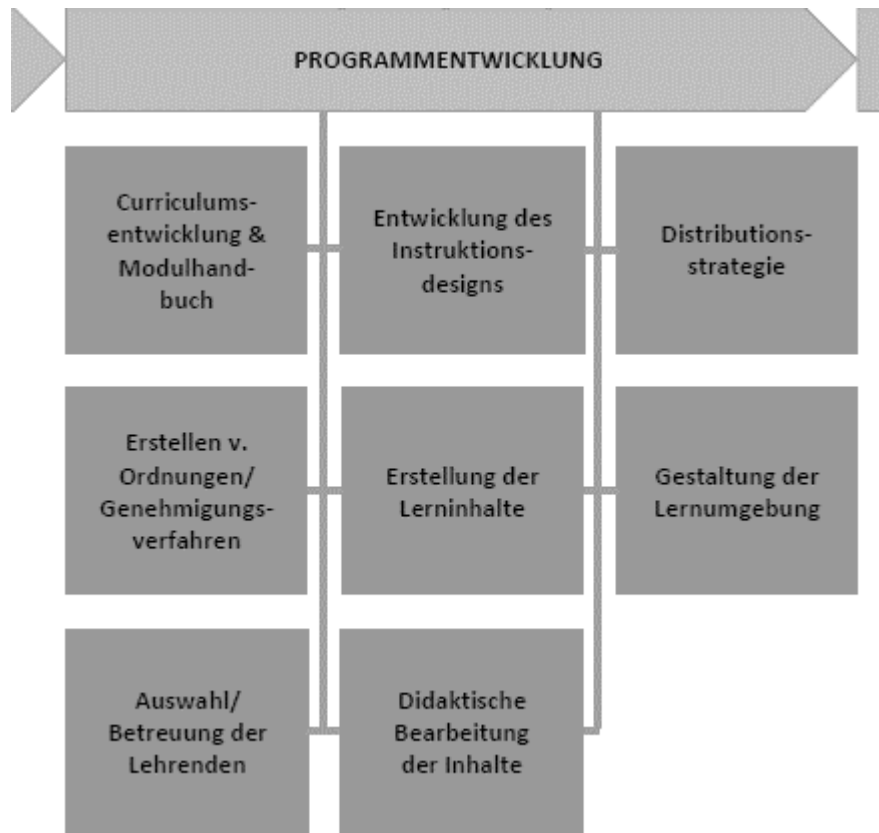 PROGRAMMENTWICKLUNG
Curriculums-
entwicklung &
Modulhand-
buch
Entwicklung des
Instruktions-
designs
Distributions-
strategie
Erstellen v.
Ordnungen/
Genehmigungs-
verfahren
Erstellung der
Lerninhalte
Gestaltung der
Lernumgebung
Auswahl/
Betreuung der
Lehrenden
Didaktische
Bearbeitung
der Inhalte